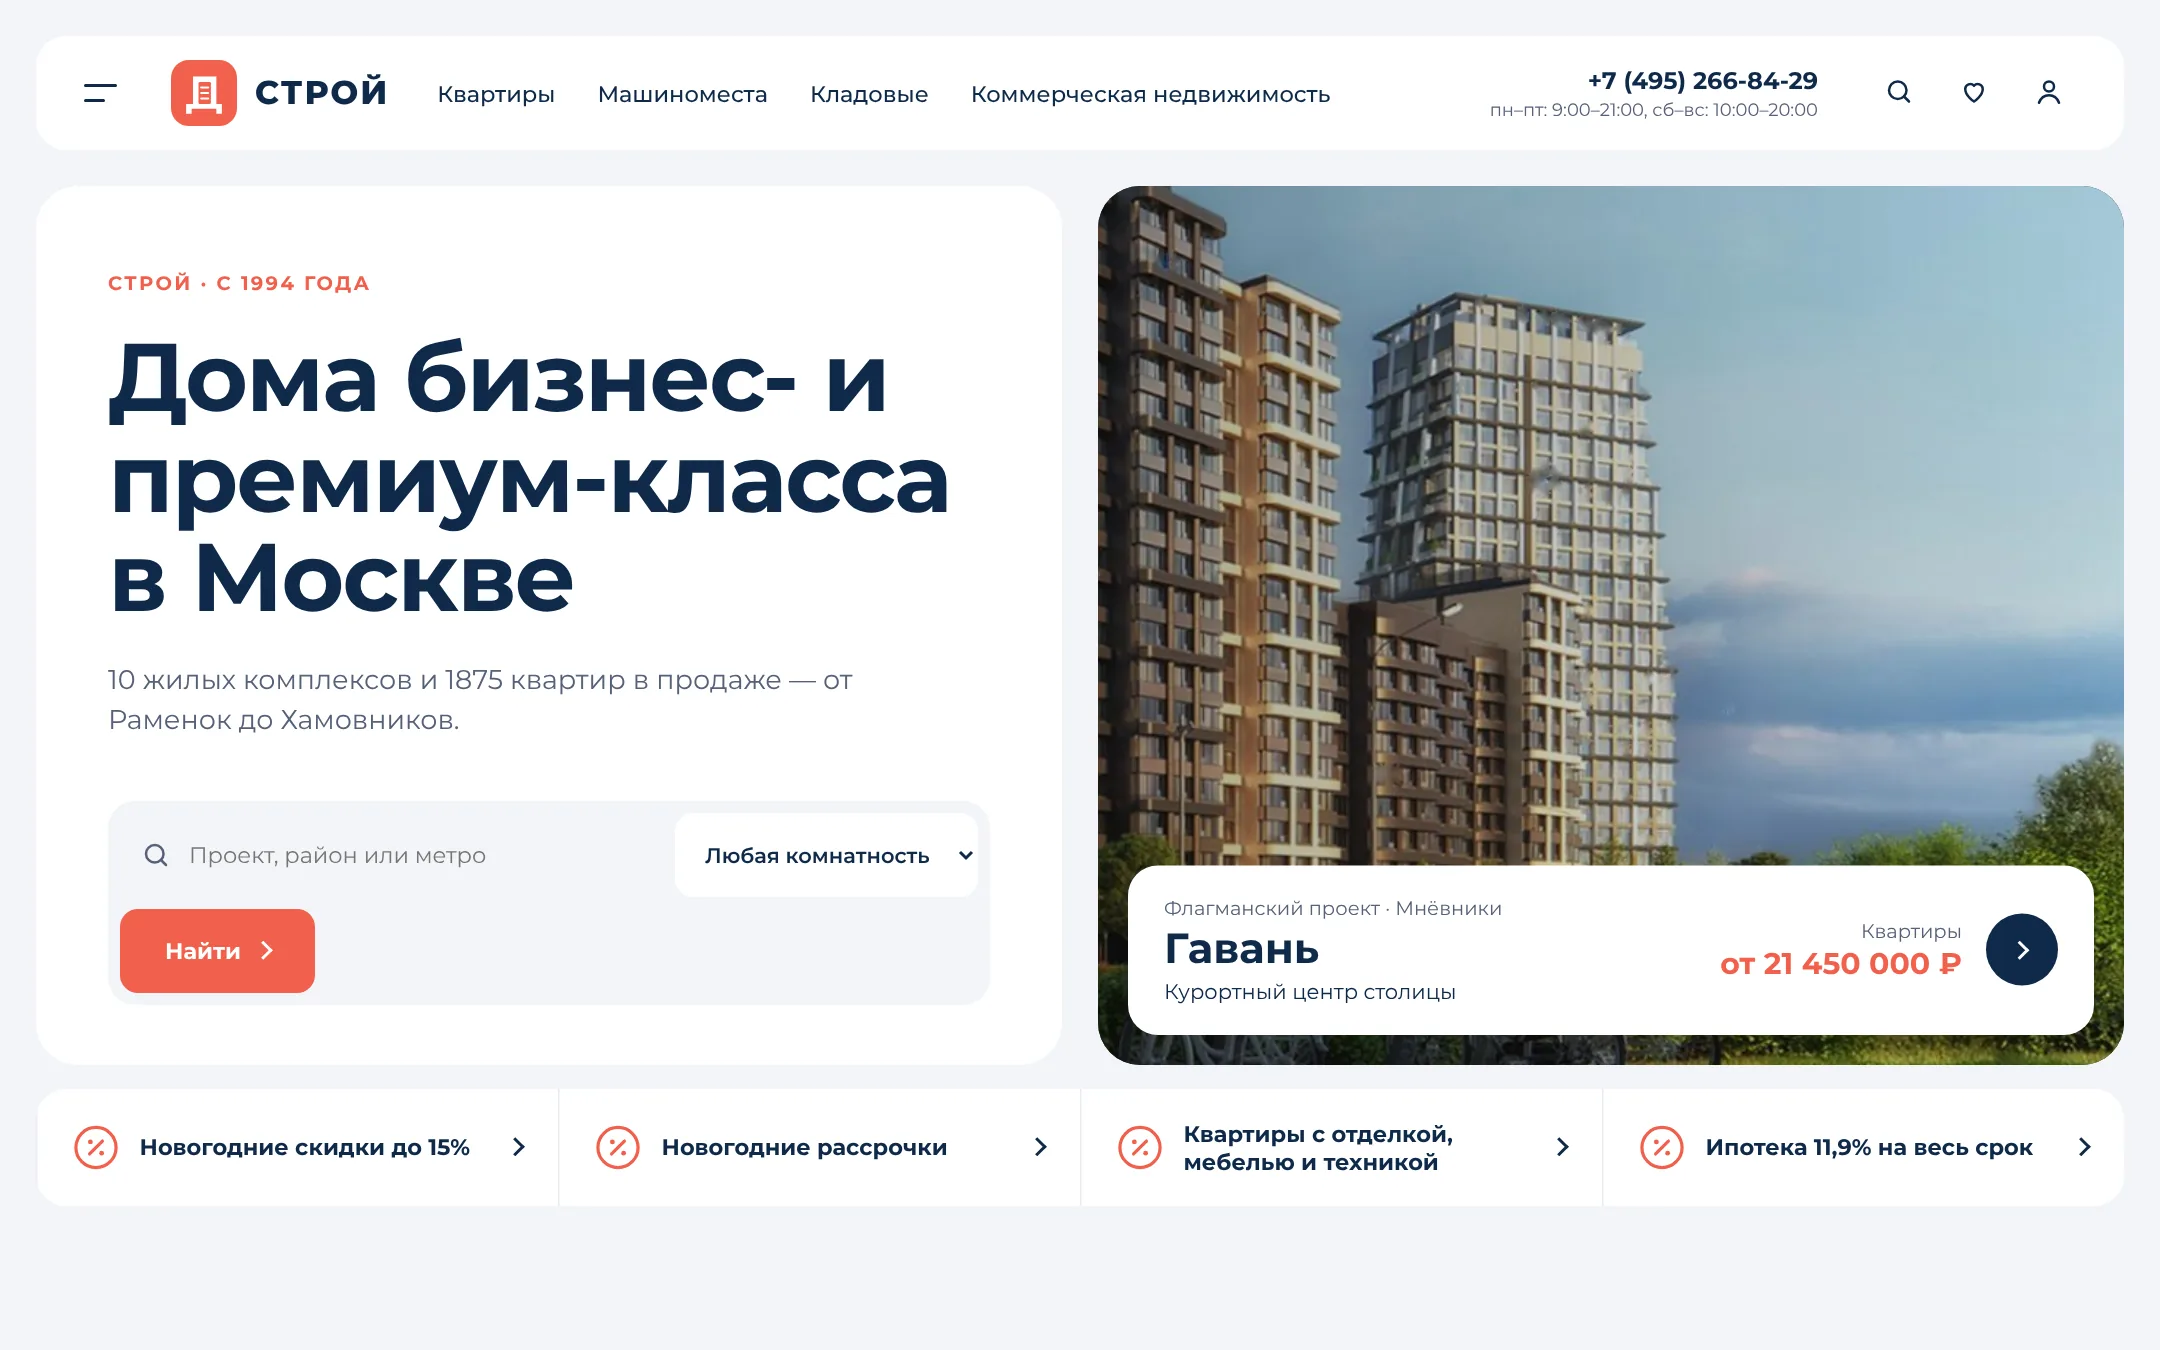 Д СТРОЙ
Квартиры
Машиноместа
Кладовые
Коммерческая недвижимость
+7 (495) 266-84-29
пн–пт: 9:00–21:00, сб–вс: 10:00–20:00
СТРОЙ · С 1994 ГОДА
Дома бизнес- и
премиум-класса
в Москве
10 жилых комплексов и 1875 квартир в продаже — от
Раменок до Хамовников.
Проект, район или метро
Любая комнатность
Найти
Флагманский проект · Мнёвники
Гавань
Курортный центр столицы
Квартиры
от 21 450 000 ₽
Новогодние скидки до 15%
Новогодние рассрочки
Квартиры с отделкой,
мебелью и техникой
Ипотека 11,9% на весь срок